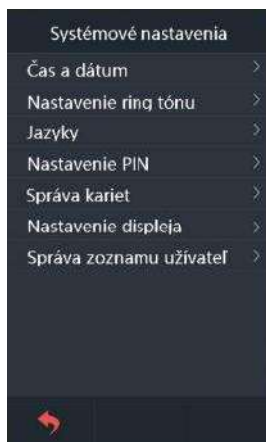 Systémové nastavenia
Čas a dátum
Nastavenie ring tónu
Jazyky
Nastavenie PIN
Správa kariet
Nastavenie displeja
Správa zoznamu užívateľ